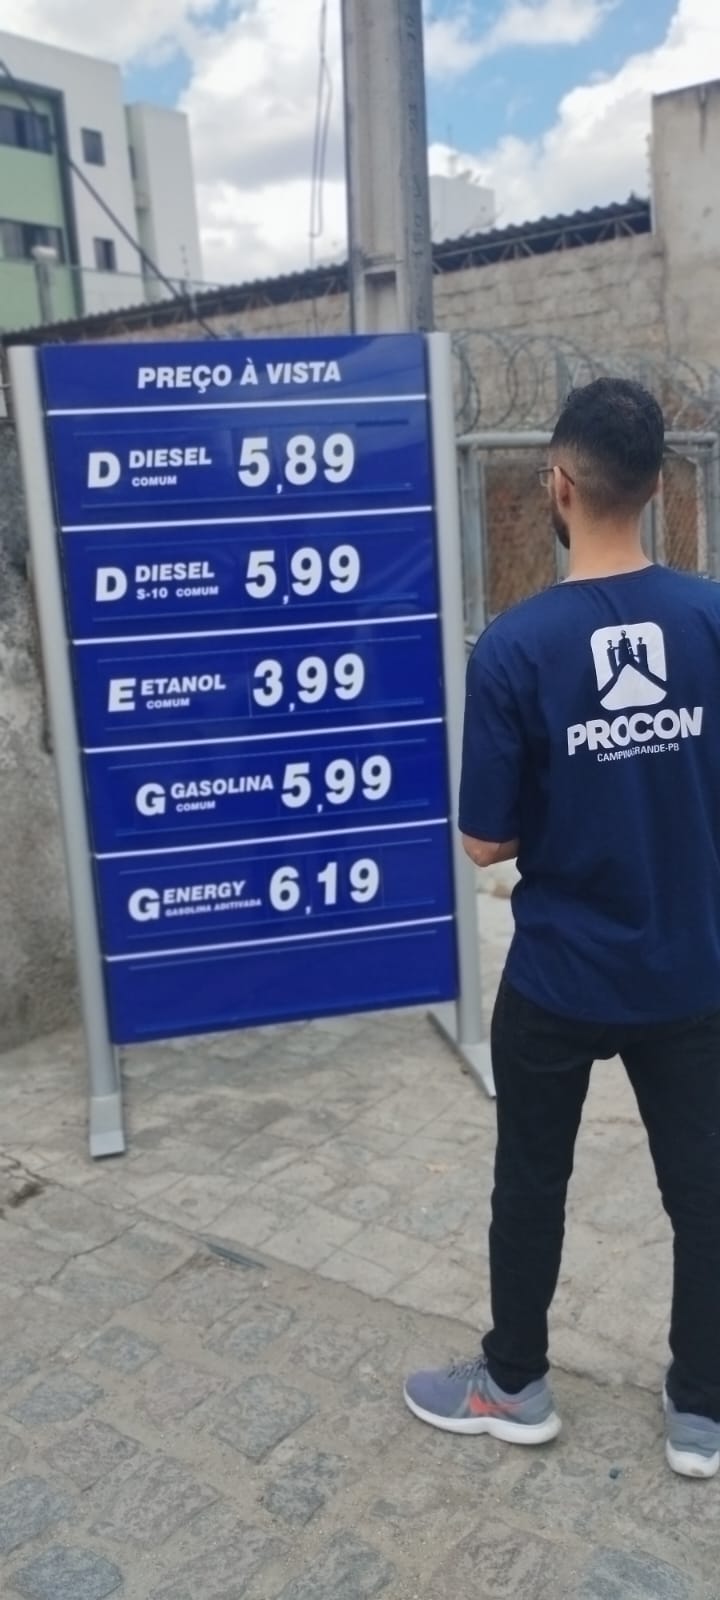 PREÇO À VISTA
D DIESEL 5,89
COMUM
D DIESEL 5,99
S-10 COMUM
E ETANOL 3,99
COMUM
G GASOLINA 5,99
COMUM
G ENERGY 6,19
GASOLINA ADITIVADA
PROCON
CAMPINA GRANDE-PB